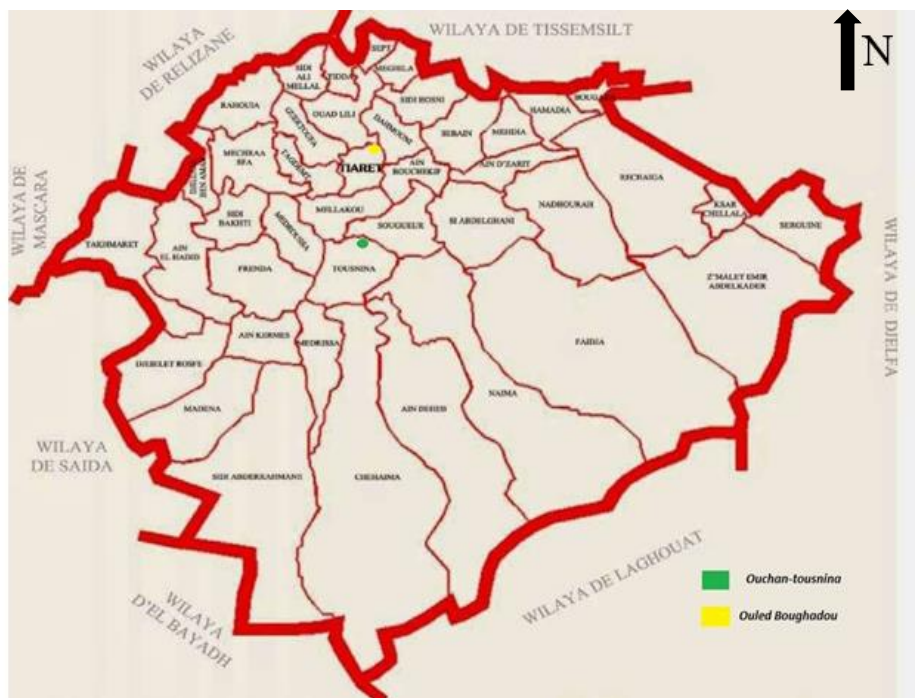 WILAYA DE TISSEMSILT
N
WILAYA
DE RELIZANE
SIDI
ALI
MELLAL
TIDDA
SEPT
MEGHILA
RAHOUIA
GUERTOUFA
OUAD LILI
DAHMOUNI
SIDI HOSNI
SEBAIN
MEHDIA
HAMADIA
MECHRAA
SFA
TAGDEMT
TIARET
AIN
BOUCHEKIF
AIN D'ZARIT
RECHAIGA
WILAYA DE
MASCARA
TAKHMARET
AIN
EL HADID
SIDI
BAKHTI
MEDROUSSA
MELLAKOU
SOUGUEUR
SI ABDELGHANI
NADHOURAH
KSAR
CHELLALA
SERGUINE
WILAYA DE DJELFA
FRENDA
TOUSNINA
Z'MALET EMIR
ABDELKADER
AIN KERMES
MEDRISSA
FAIDJA
DJEBILET ROSFE
MADENA
AIN DEHEB
NAIMA
WILAYA
DE SAIDA
SIDI ABDERRAHMANE
CHEHAIMA
WILAYA
D'EL BAYADH
WILAYA DE LAGHOUAT
Ouchan-tousnina
Ouled Boughadou